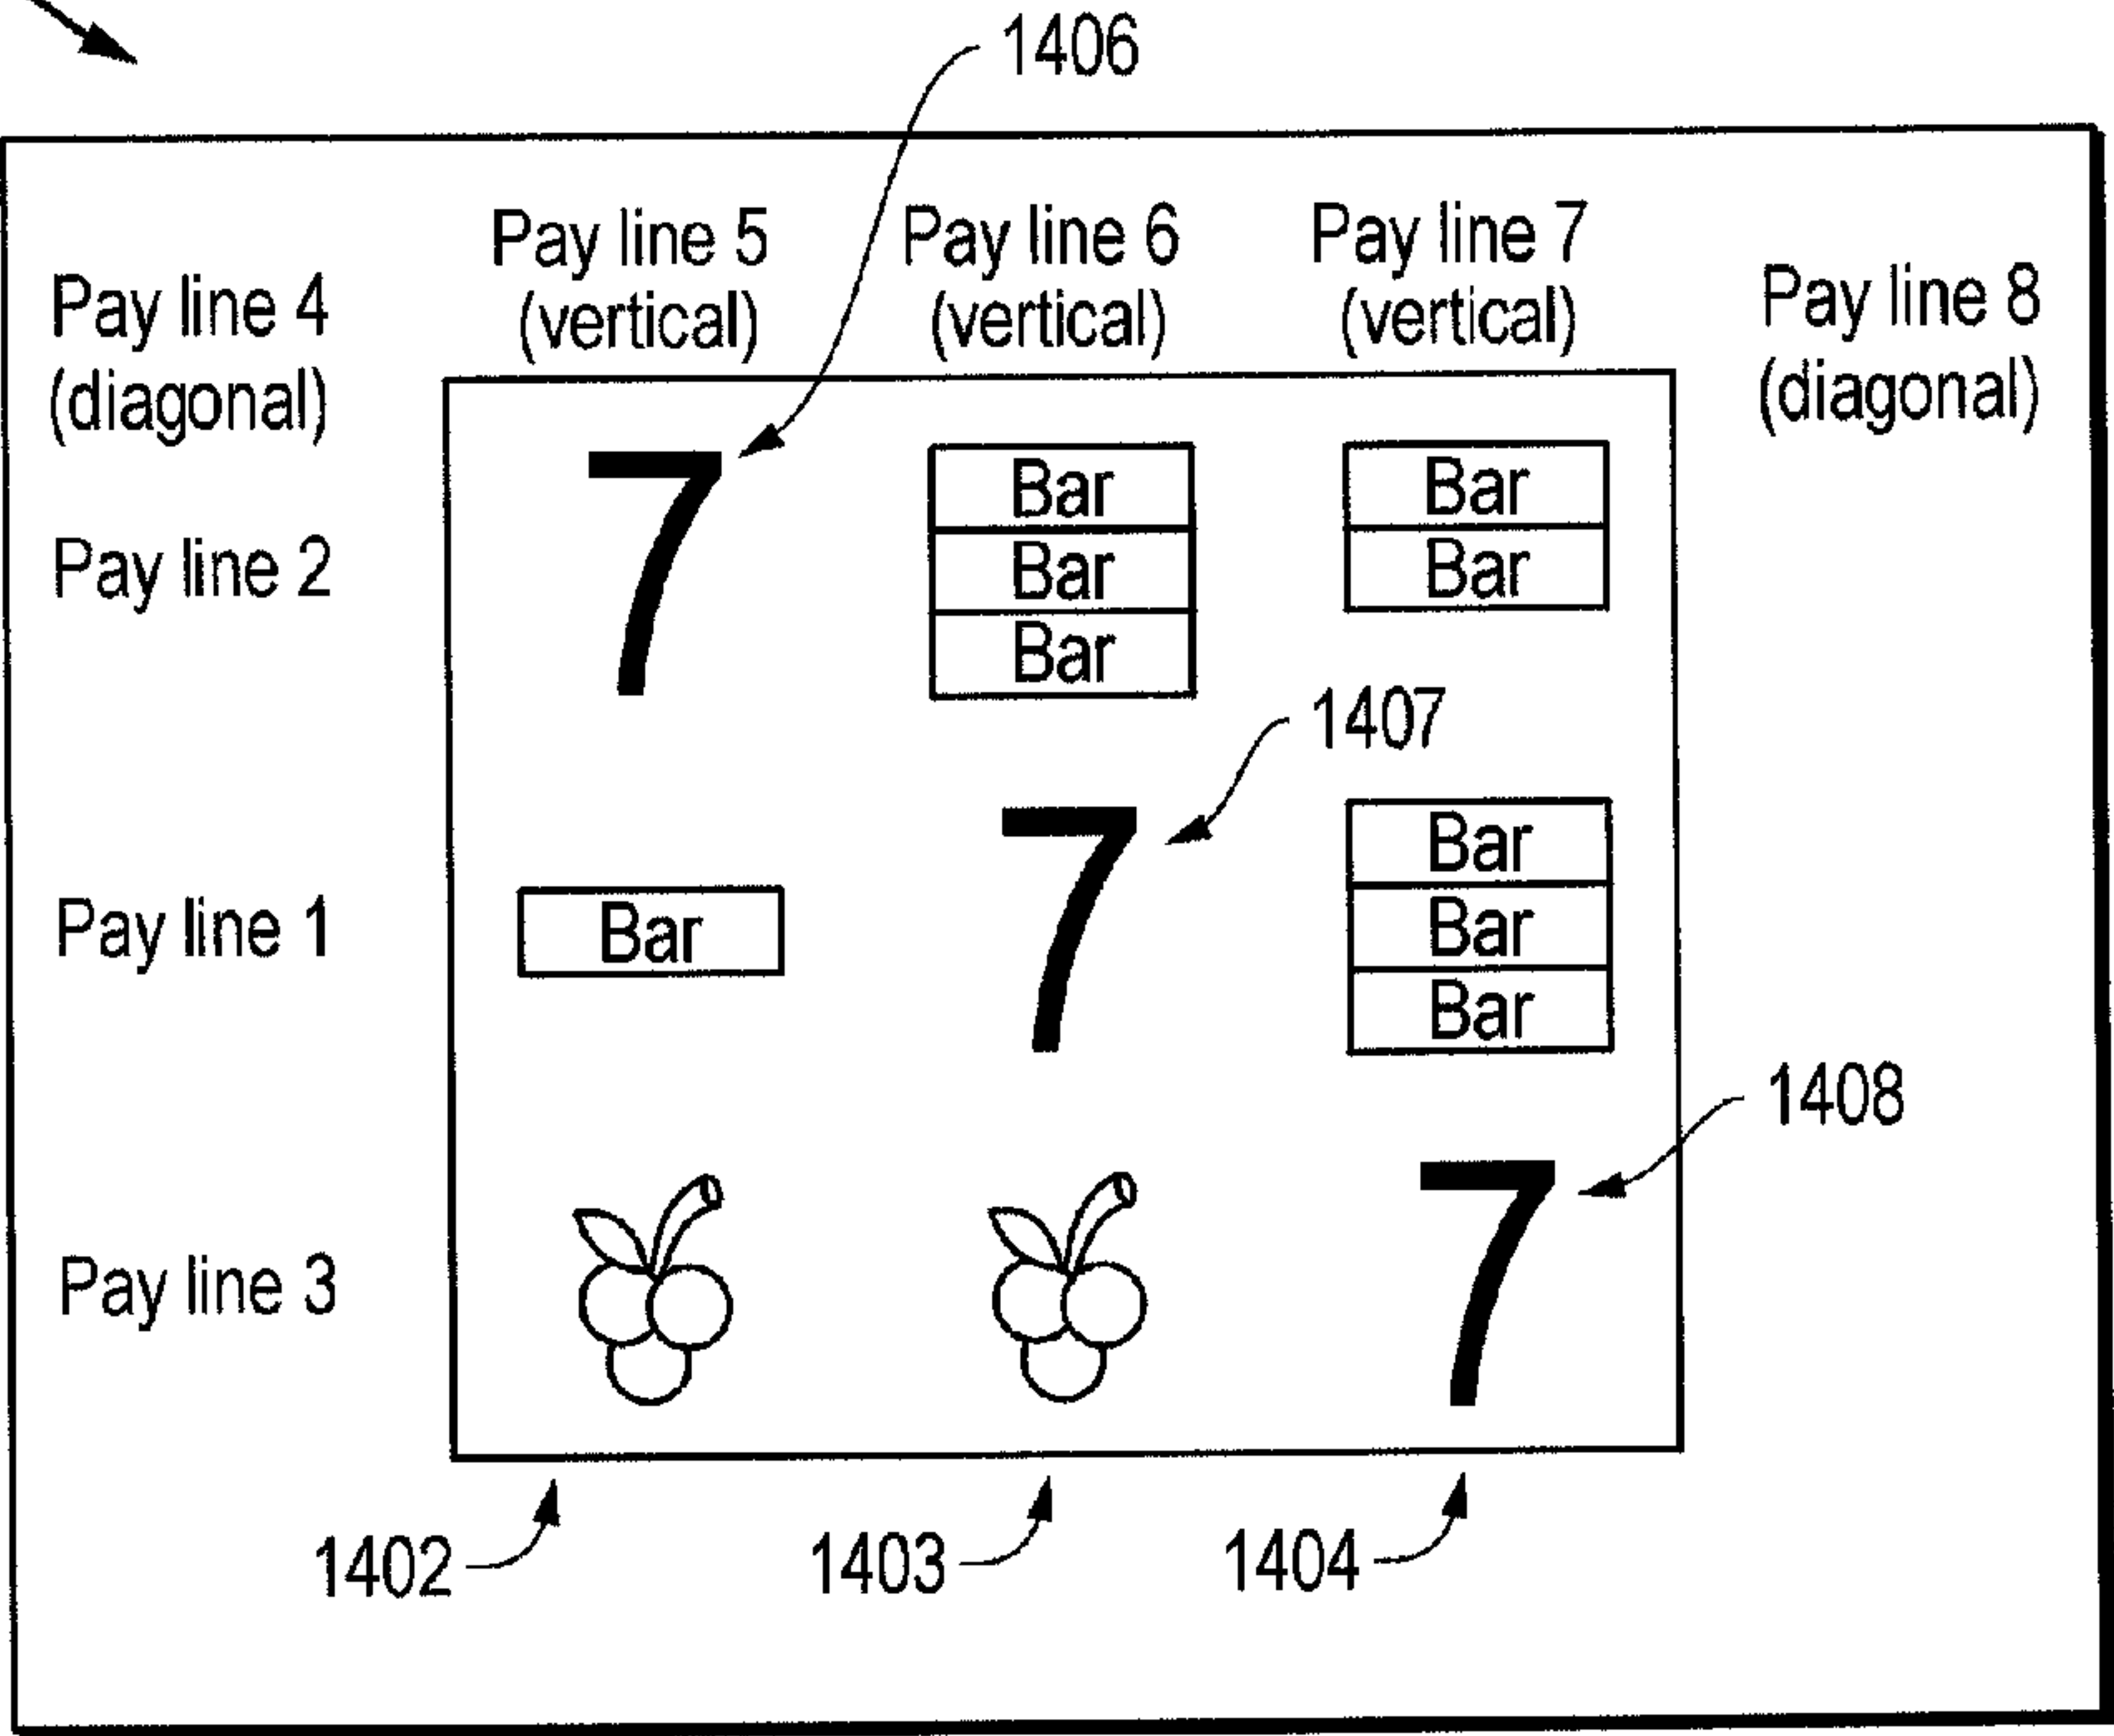 1406
Pay line 4
(diagonal)
Pay line 5
(vertical)
Pay line 6
(vertical)
Pay line 7
(vertical)
Pay line 8
(diagonal)
Pay line 2
7
Bar
Bar
Bar
Bar
Bar
1407
Pay line 1
Bar
7
Bar
Bar
Bar
1408
Pay line 3
7
1402
1403
1404